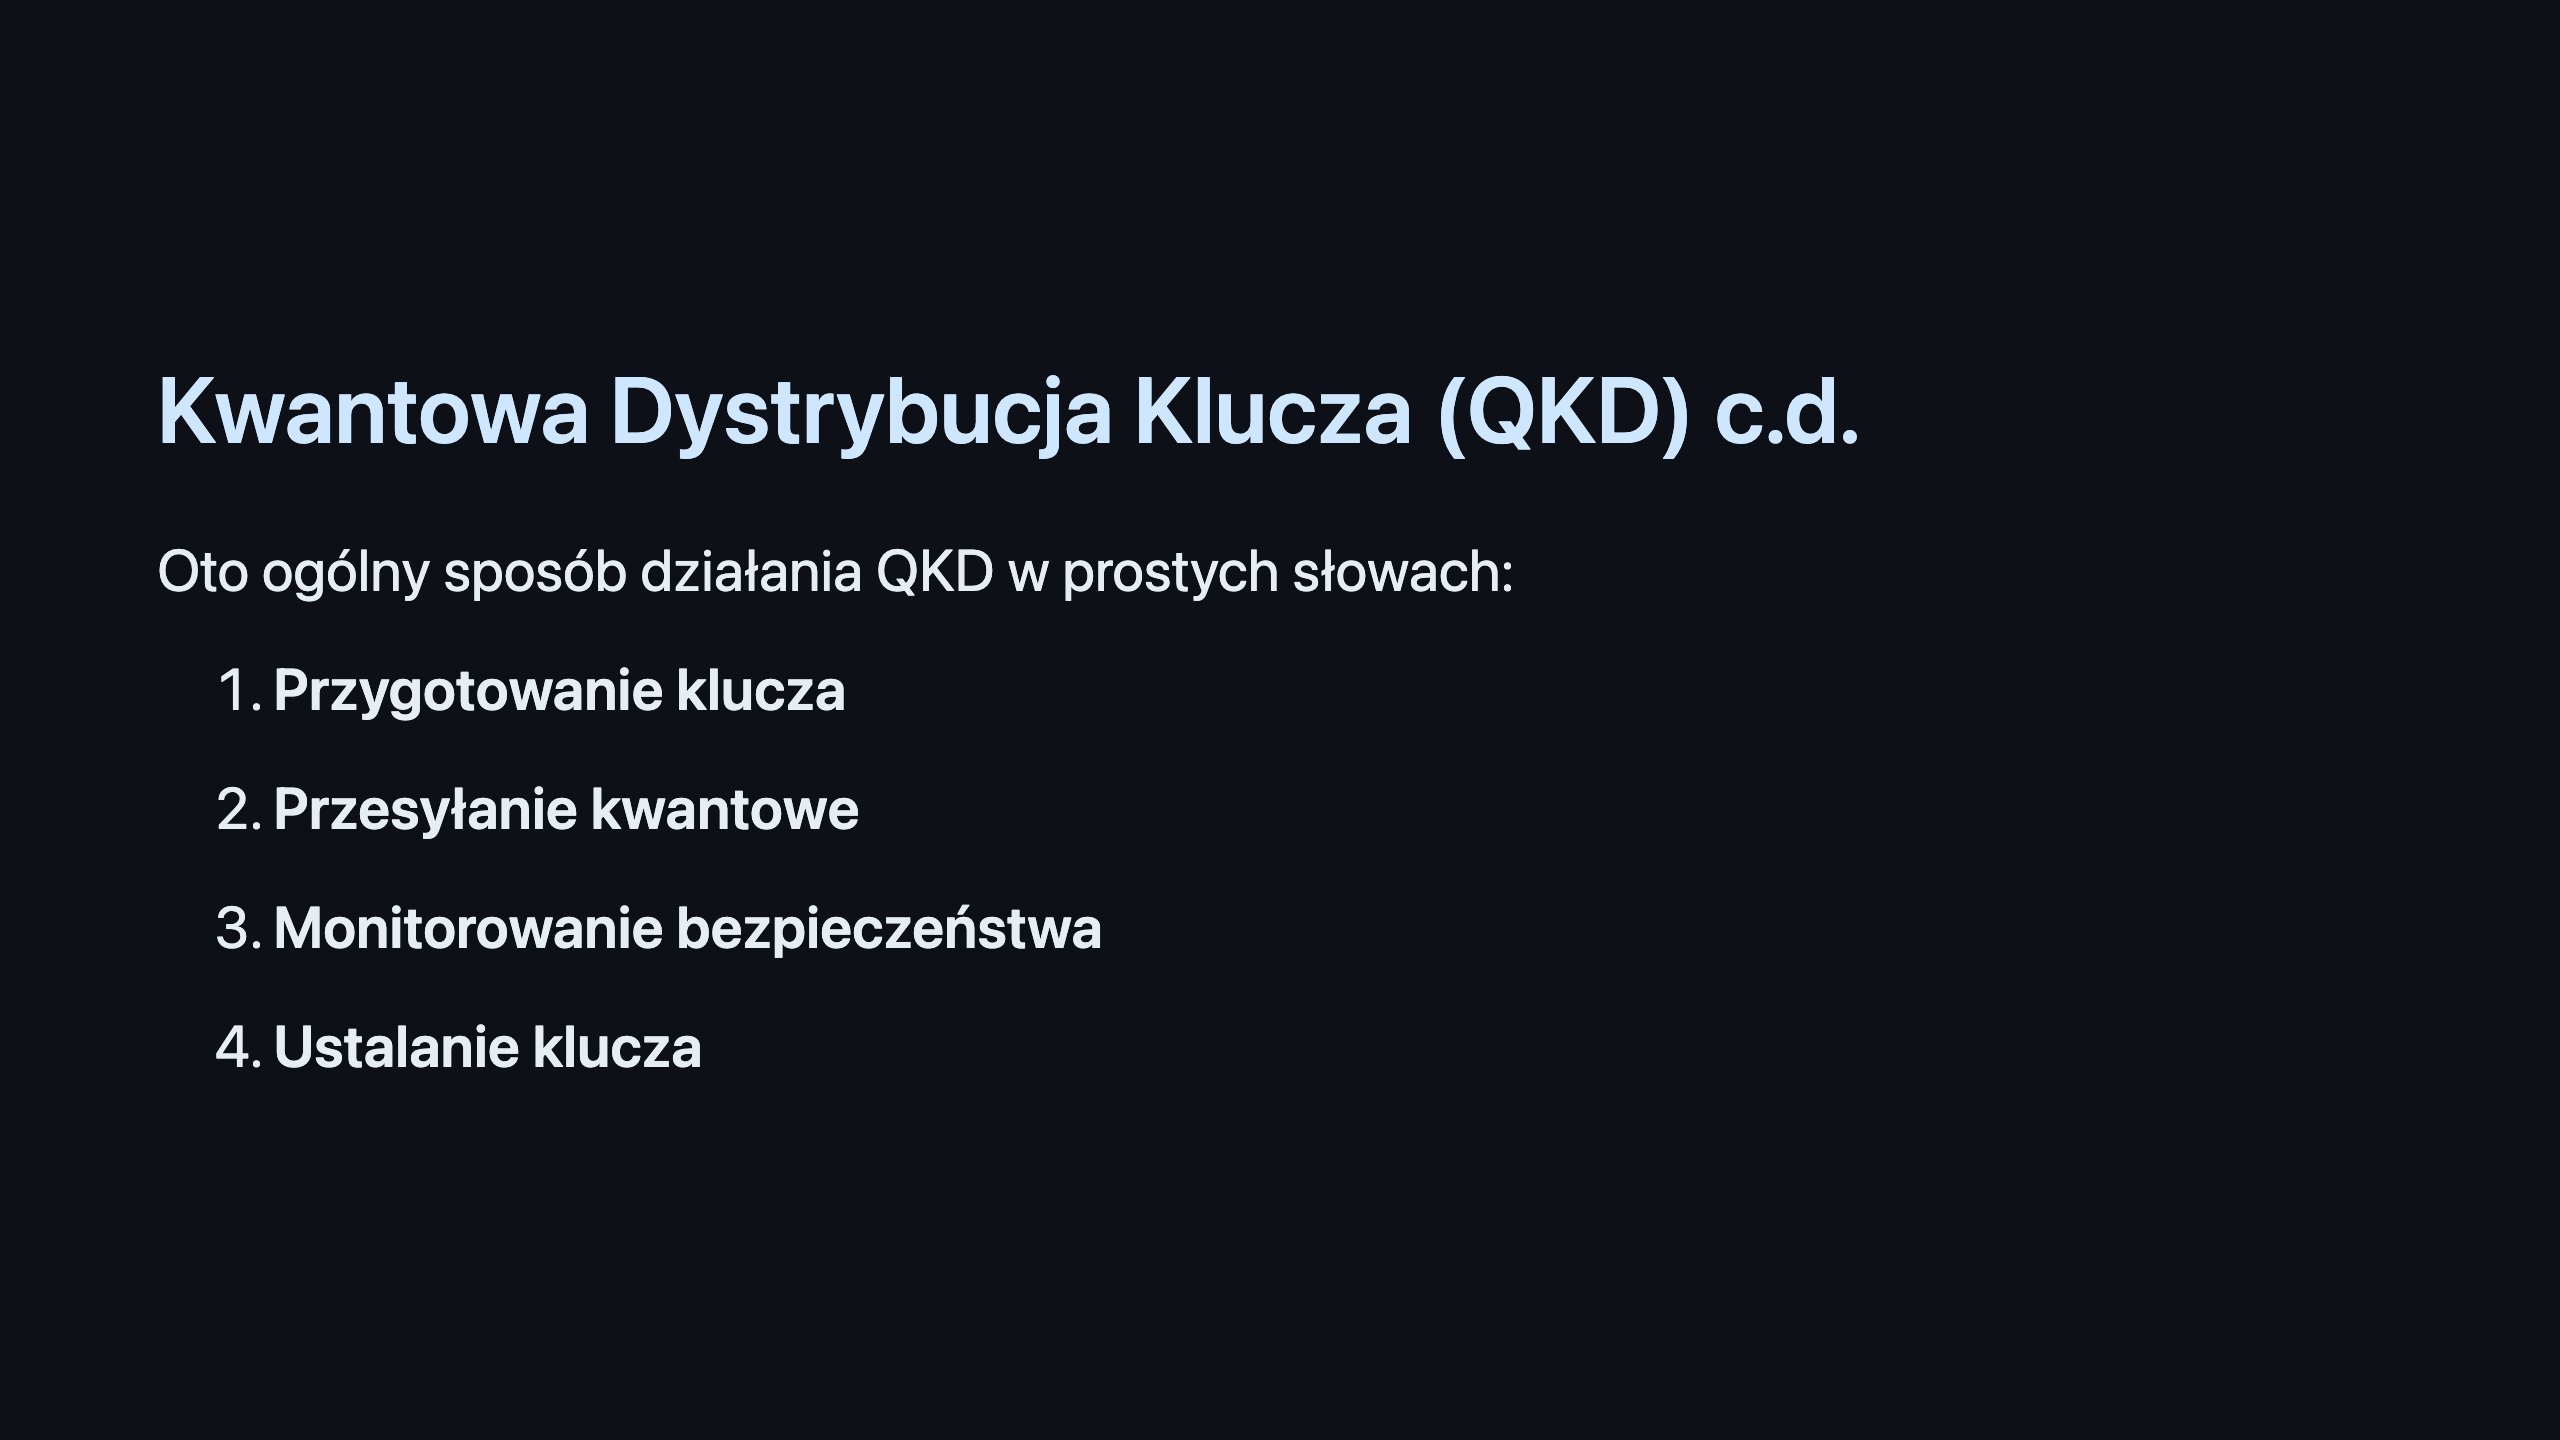 Kwantowa Dystrybucja Klucza (QKD) c.d.
Oto ogólny sposób działania QKD w prostych słowach:
1. Przygotowanie klucza
2. Przesyłanie kwantowe
3. Monitorowanie bezpieczeństwa
4. Ustalanie klucza